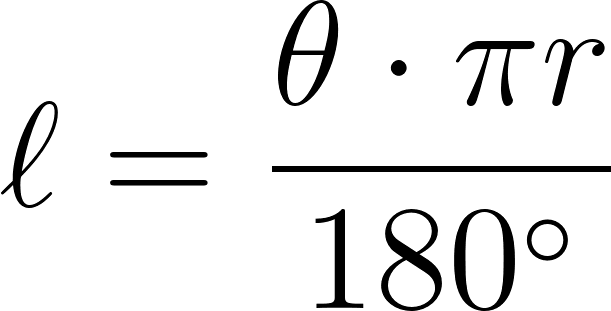 ℓ = θ · πr / 180°